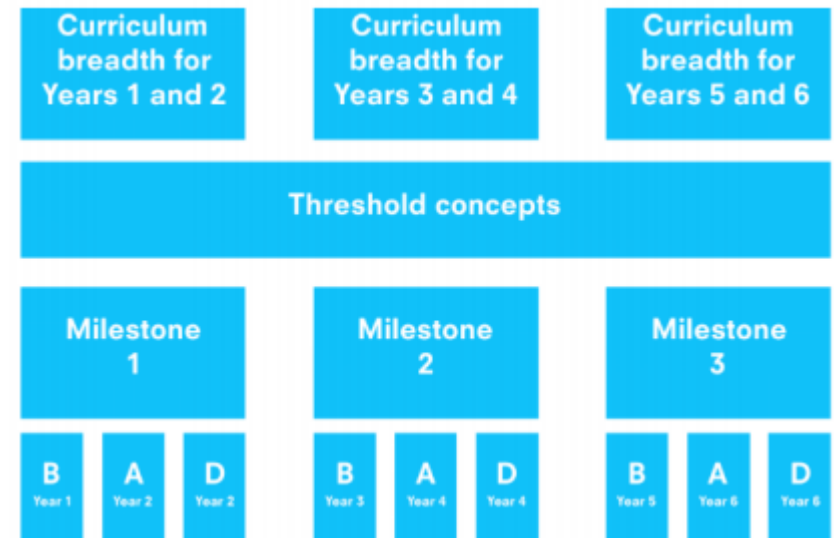 Curriculum
breadth for
Years 1 and 2
Curriculum
breadth for
Years 3 and 4
Curriculum
breadth for
Years 5 and 6
Threshold concepts
Milestone
1
Milestone
2
Milestone
3
B
Year 1
A
Year 2
D
Year 2
B
Year 3
A
Year 4
D
Year 4
B
Year 5
A
Year 6
D
Year 6